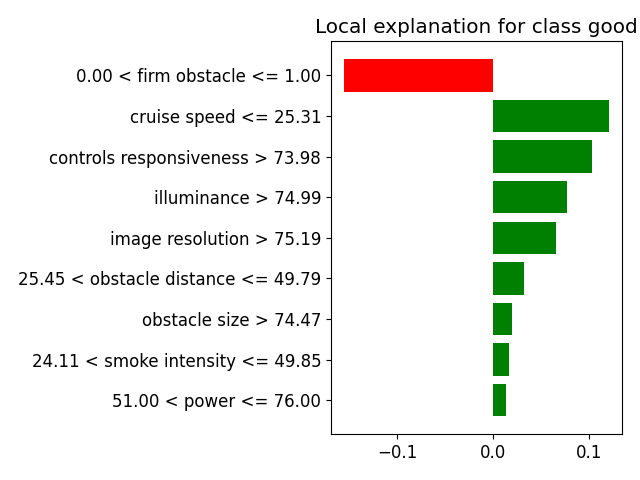 Local explanation for class good
0.00 < firm obstacle <= 1.00
cruise speed <= 25.31
controls responsiveness > 73.98
illuminance > 74.99
image resolution > 75.19
25.45 < obstacle distance <= 49.79
obstacle size > 74.47
24.11 < smoke intensity <= 49.85
51.00 < power <= 76.00
−0.1 0.0 0.1